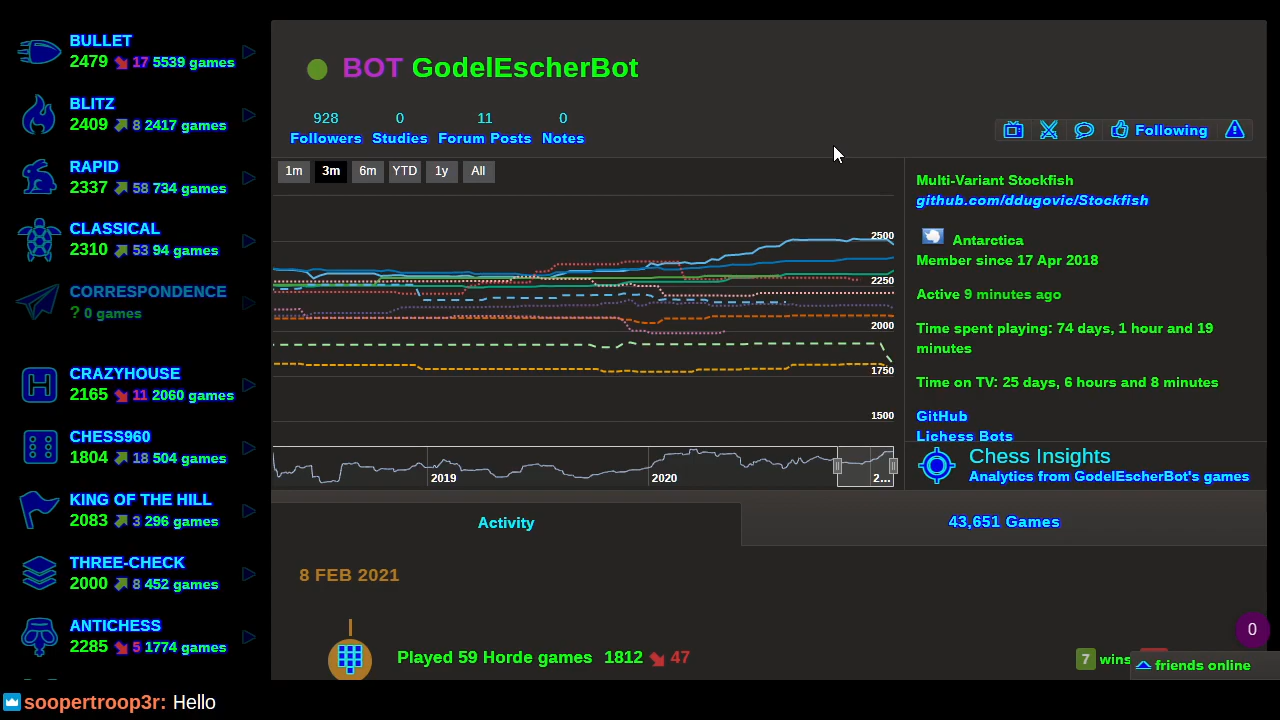 BULLET
2479 17 5539 games
BLITZ
2409 8 2417 games
RAPID
2337 58 734 games
CLASSICAL
2310 53 94 games
CORRESPONDENCE
? 0 games
CRAZYHOUSE
2165 11 2060 games
CHESS960
1804 18 504 games
KING OF THE HILL
2083 3 296 games
THREE-CHECK
2000 8 452 games
ANTICHESS
2285 5 1774 games
BOT GodelEscherBot
928 0 11 0
Followers Studies Forum Posts Notes
Following
1m 3m 6m YTD 1y All
2500
2250
2000
1750
1500
2019 2020 2...
Multi-Variant Stockfish
github.com/ddugovic/Stockfish
Antarctica
Member since 17 Apr 2018
Active 9 minutes ago
Time spent playing: 74 days, 1 hour and 19
minutes
Time on TV: 25 days, 6 hours and 8 minutes
GitHub
Lichess Bots
Chess Insights
Analytics from GodelEscherBot's games
Activity 43,651 Games
8 FEB 2021
Played 59 Horde games 1812 47
7 wins
0
friends online
soopertroop3r: Hello